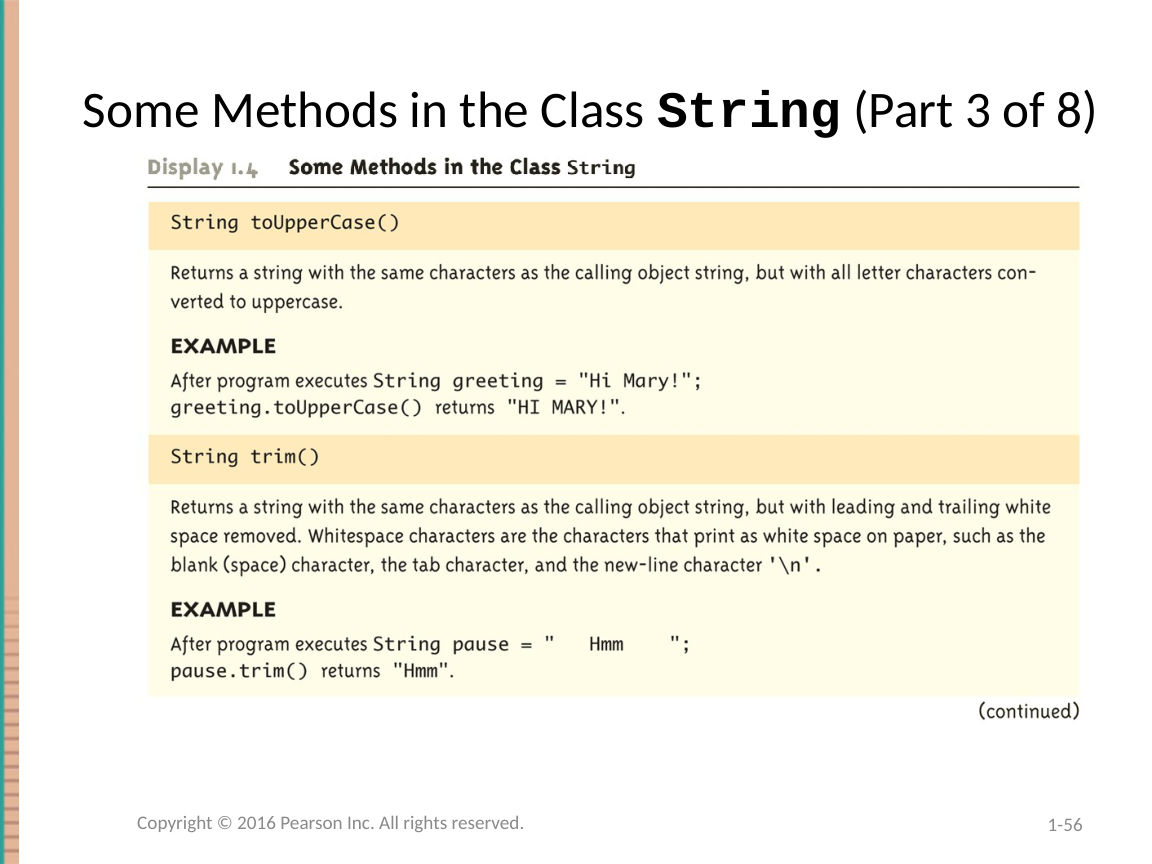 Some Methods in the Class String (Part 3 of 8)
Display 1.4 Some Methods in the Class String
String toUpperCase()
Returns a string with the same characters as the calling object string, but with all letter characters con-
verted to uppercase.
EXAMPLE
After program executes String greeting = "Hi Mary!";
greeting.toUpperCase() returns "HI MARY!".
String trim()
Returns a string with the same characters as the calling object string, but with leading and trailing white
space removed. Whitespace characters are the characters that print as white space on paper, such as the
blank (space) character, the tab character, and the new-line character '\n'.
EXAMPLE
After program executes String pause = "   Hmm    ";
pause.trim() returns "Hmm".
(continued)
Copyright © 2016 Pearson Inc. All rights reserved.
1-56